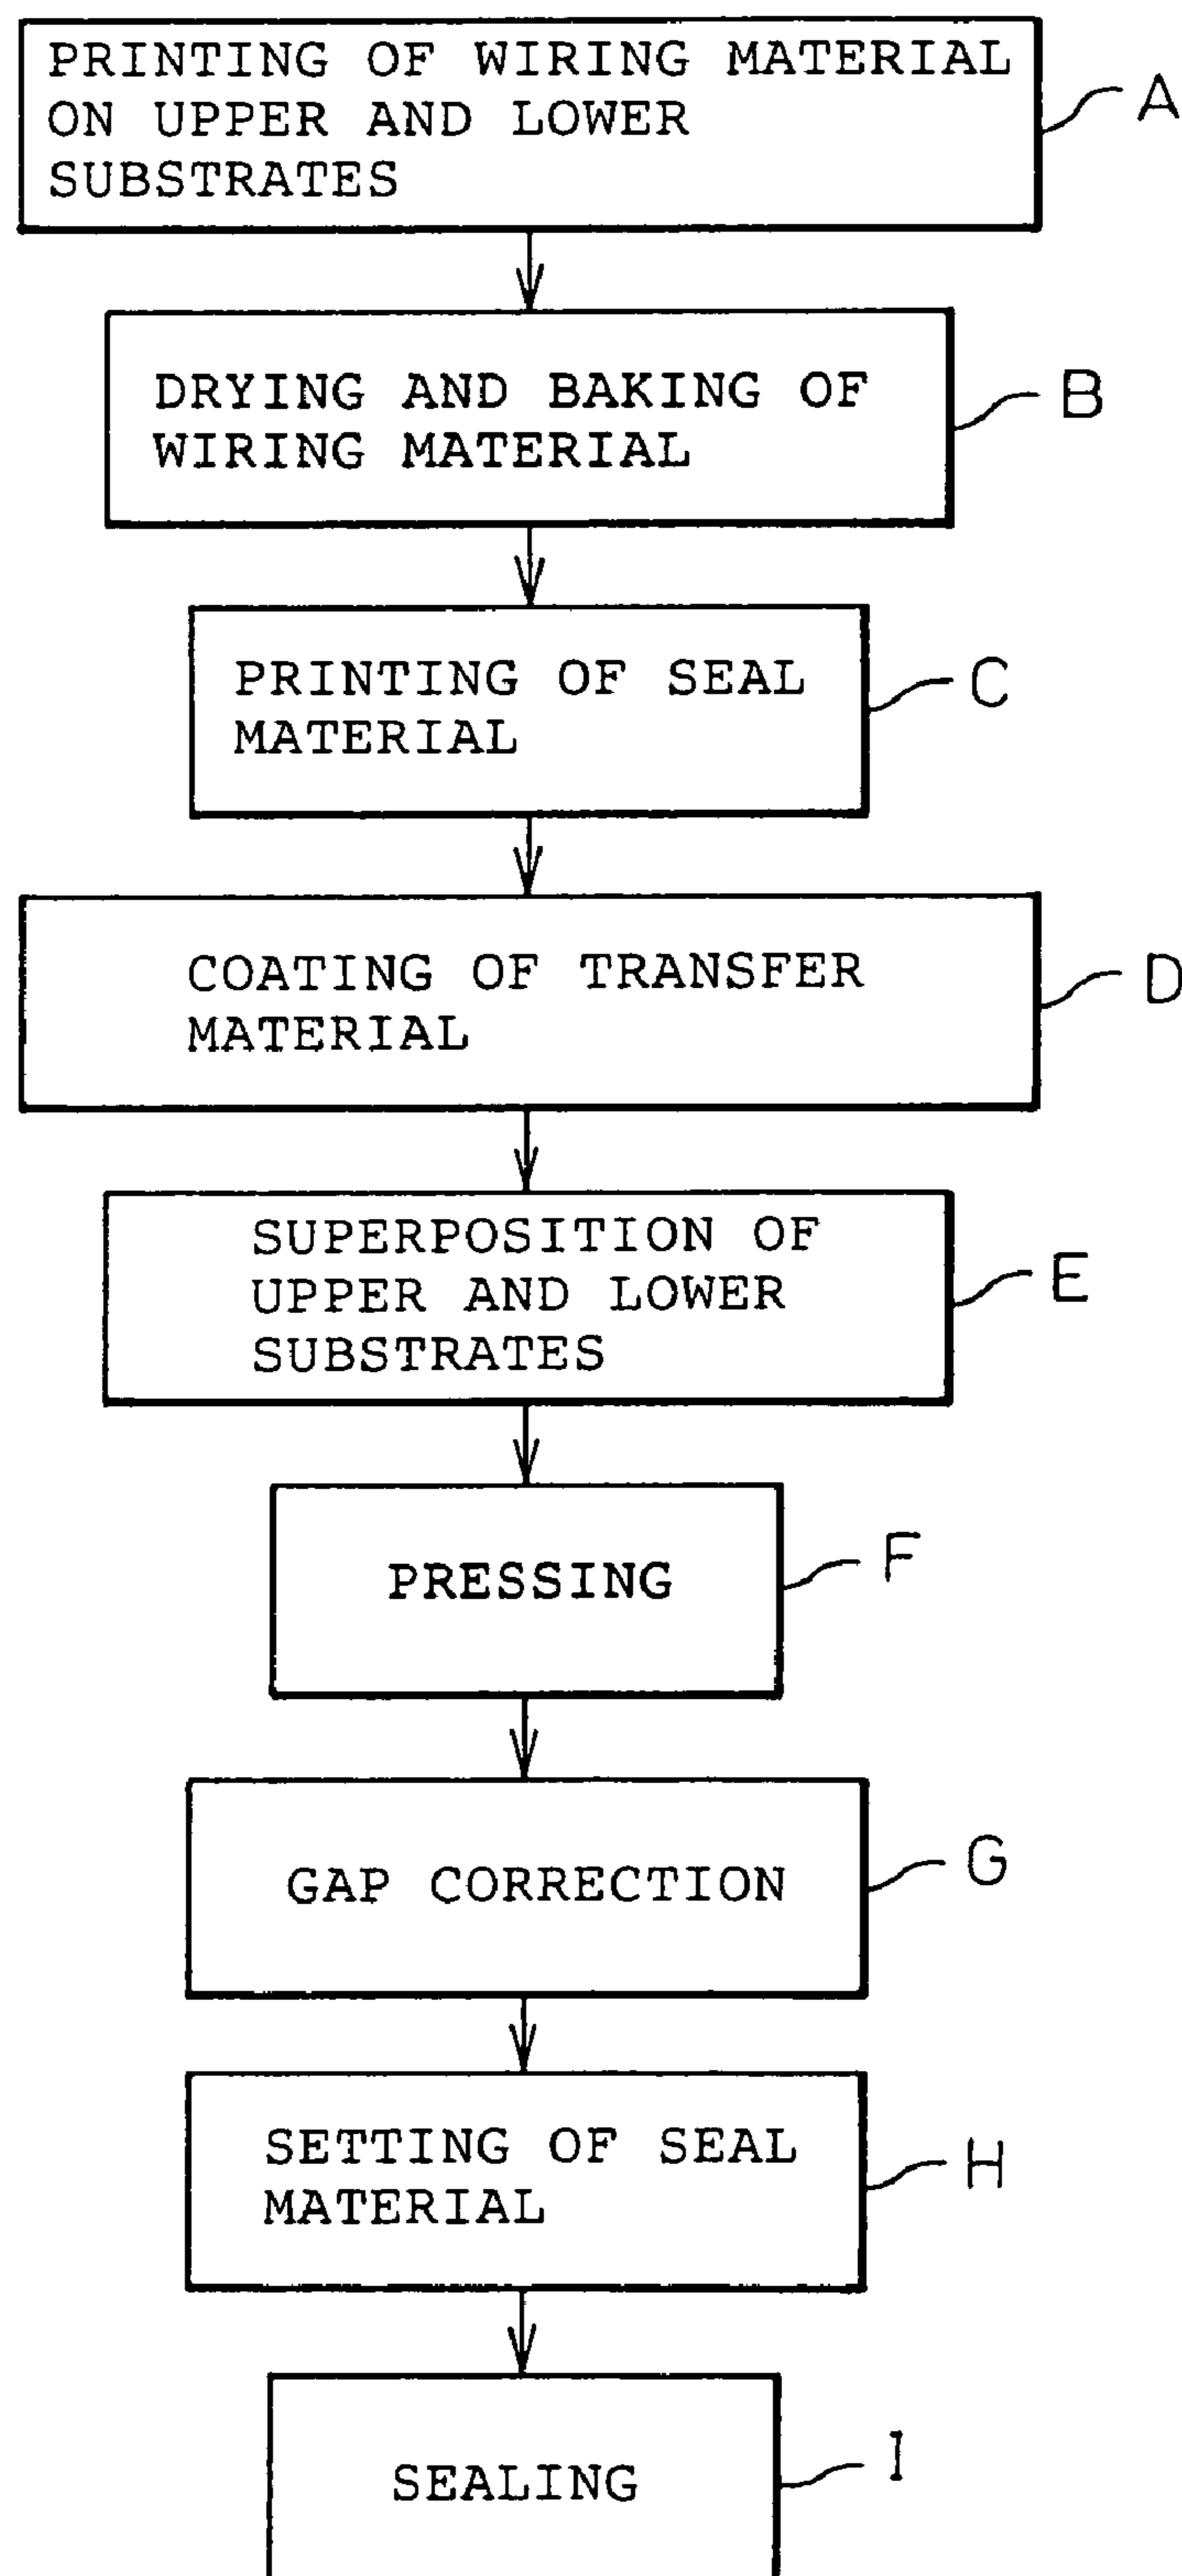 PRINTING OF WIRING MATERIAL
ON UPPER AND LOWER
SUBSTRATES
A
DRYING AND BAKING OF
WIRING MATERIAL
B
PRINTING OF SEAL
MATERIAL
C
COATING OF TRANSFER
MATERIAL
D
SUPERPOSITION OF
UPPER AND LOWER
SUBSTRATES
E
PRESSING
F
GAP CORRECTION
G
SETTING OF SEAL
MATERIAL
H
SEALING
I